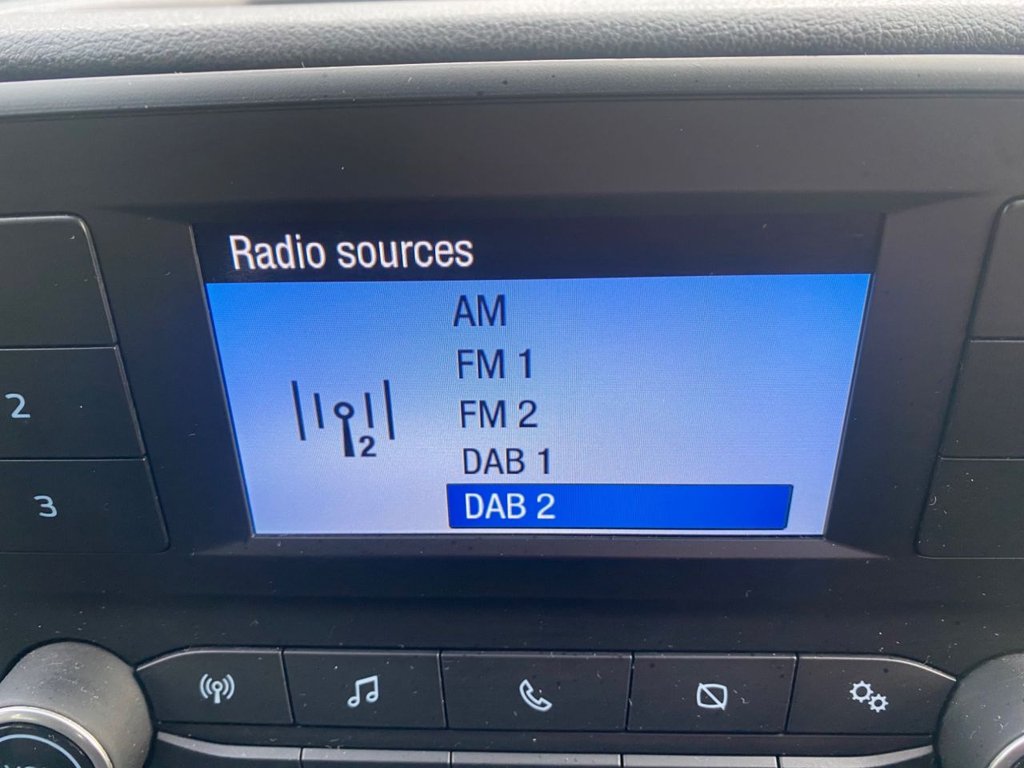 Radio sources
AM
FM 1
FM 2
DAB 1
DAB 2
2
2
3